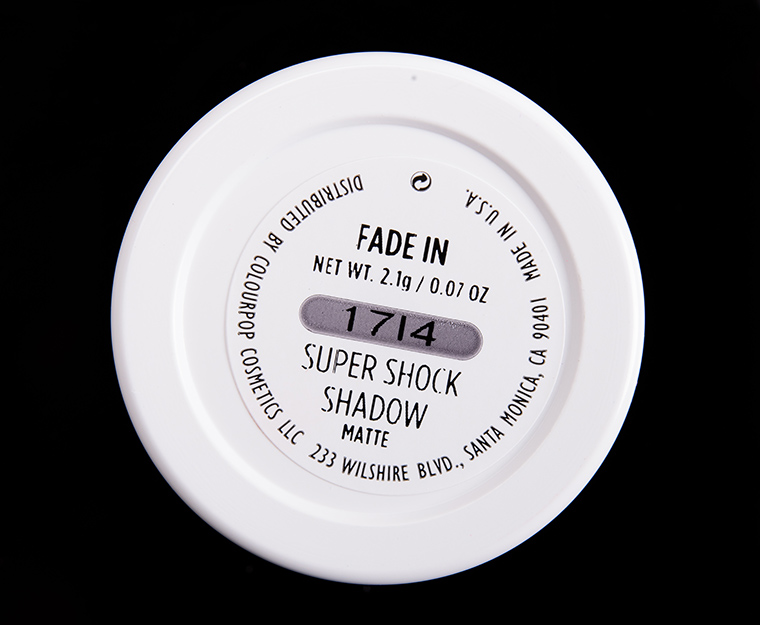 FADE IN
NET WT. 2.1g / 0.07 OZ
1714
SUPER SHOCK
SHADOW
MATTE
DISTRIBUTED BY COLOURPOP COSMETICS LLC 233 WILSHIRE BLVD., SANTA MONICA, CA 90401 MADE IN U.S.A.